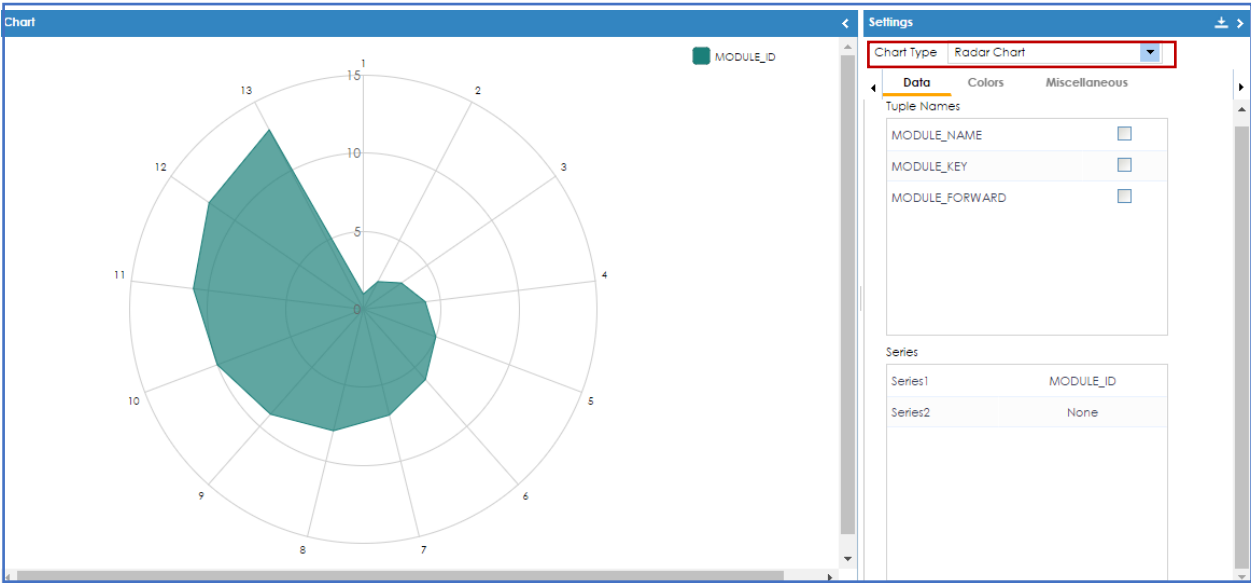 Chart
MODULE_ID
1
2
3
4
5
6
7
8
9
10
11
12
13
15
10
5
0
Settings
Chart Type Radar Chart
Data Colors Miscellaneous
Tuple Names
MODULE_NAME
MODULE_KEY
MODULE_FORWARD
Series
Series1 MODULE_ID
Series2 None